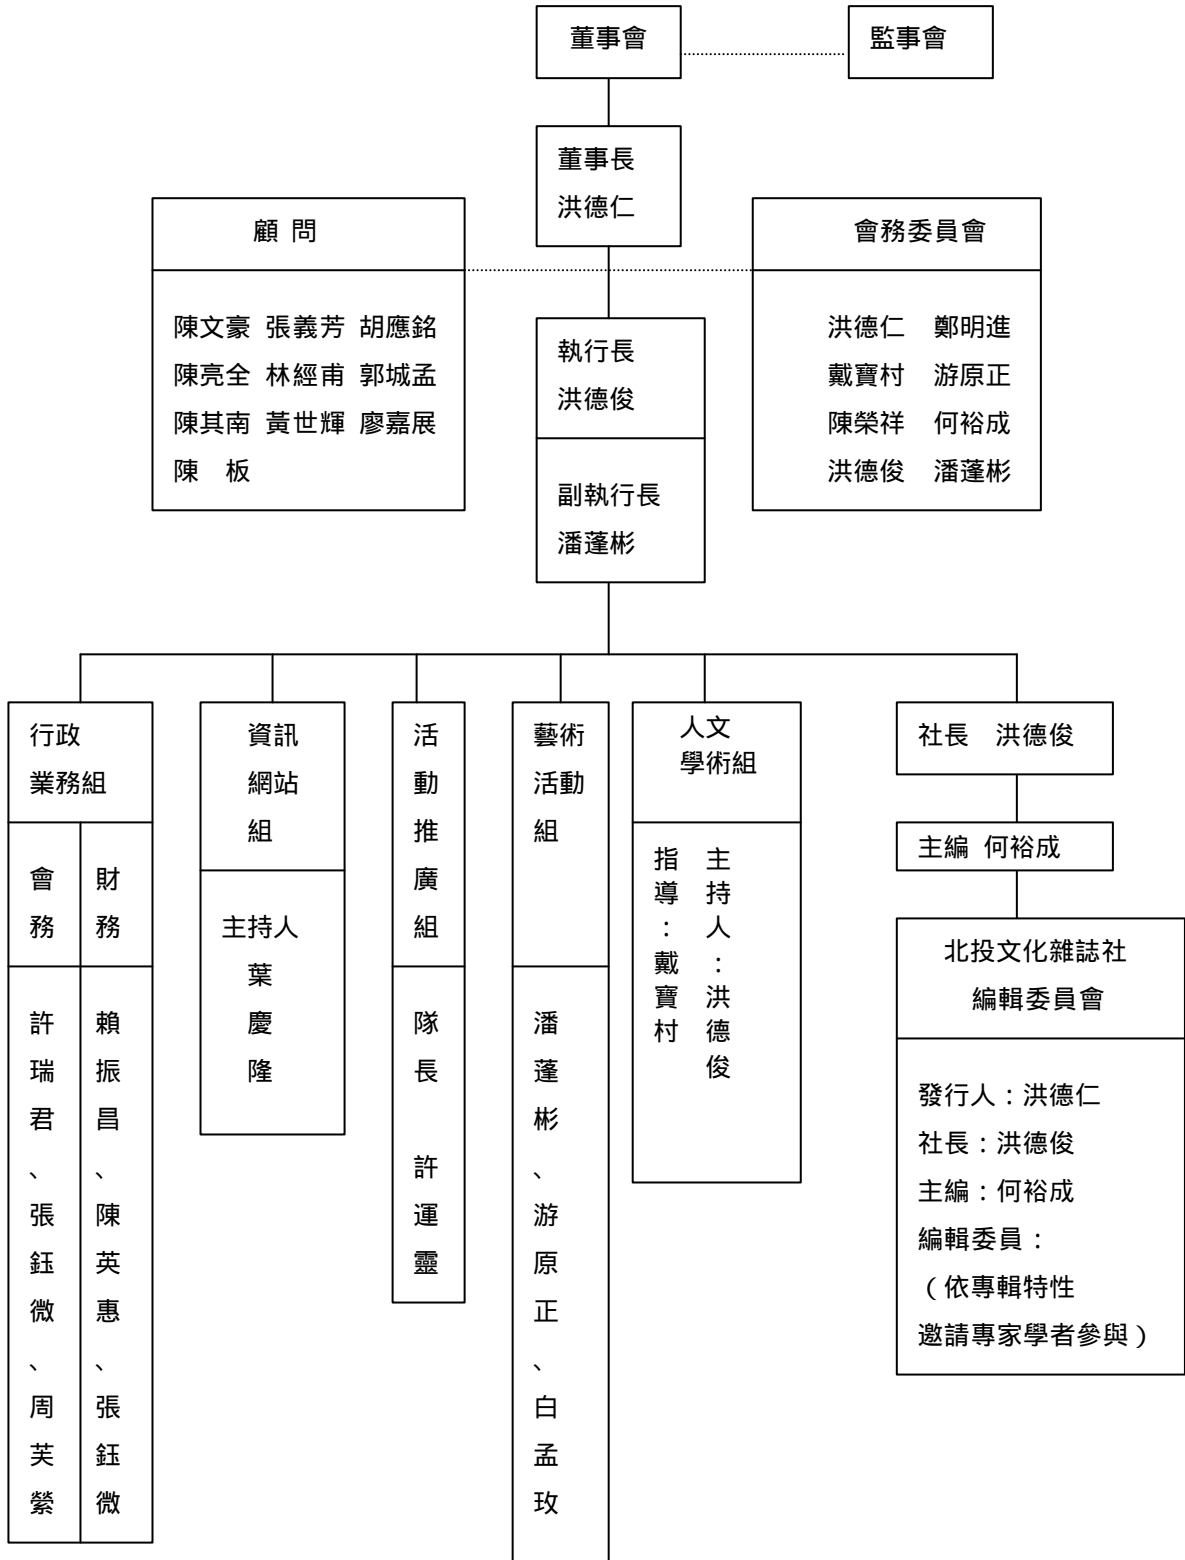 董事會
監事會
董事長
洪德仁
顧 問
陳文豪 張義芳 胡應銘
陳亮全 林經甫 郭城孟
陳其南 黃世輝 廖嘉展
陳 板
會務委員會
洪德仁 鄭明進
戴寶村 游原正
陳榮祥 何裕成
洪德俊 潘蓬彬
執行長
洪德俊
副執行長
潘蓬彬
行政
業務組
會務
財務
許瑞君、張鈺微、周芙縈
賴振昌、陳英惠、張鈺微
資訊
網站
組
主持人
葉
慶
隆
活動推廣組
隊長 許運靈
藝術
活動
組
潘蓬彬、游原正、白孟玫
人文
學術組
主持人：洪德俊
指導：戴寶村
社長 洪德俊
主編 何裕成
北投文化雜誌社
編輯委員會
發行人：洪德仁
社長：洪德俊
主編：何裕成
編輯委員：
（依專輯特性
邀請專家學者參與）